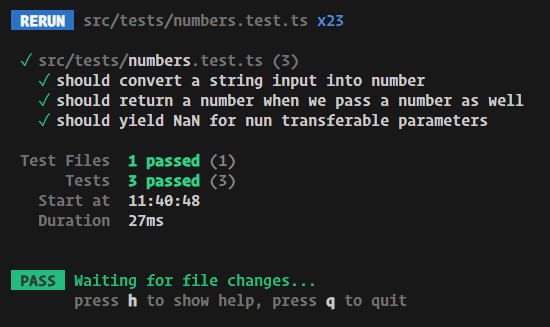 RERUN src/tests/numbers.test.ts x23
✓ src/tests/numbers.test.ts (3)
✓ should convert a string input into number
✓ should return a number when we pass a number as well
✓ should yield NaN for nun transferable parameters
Test Files 1 passed (1)
Tests 3 passed (3)
Start at 11:40:48
Duration 27ms
PASS Waiting for file changes...
press h to show help, press q to quit